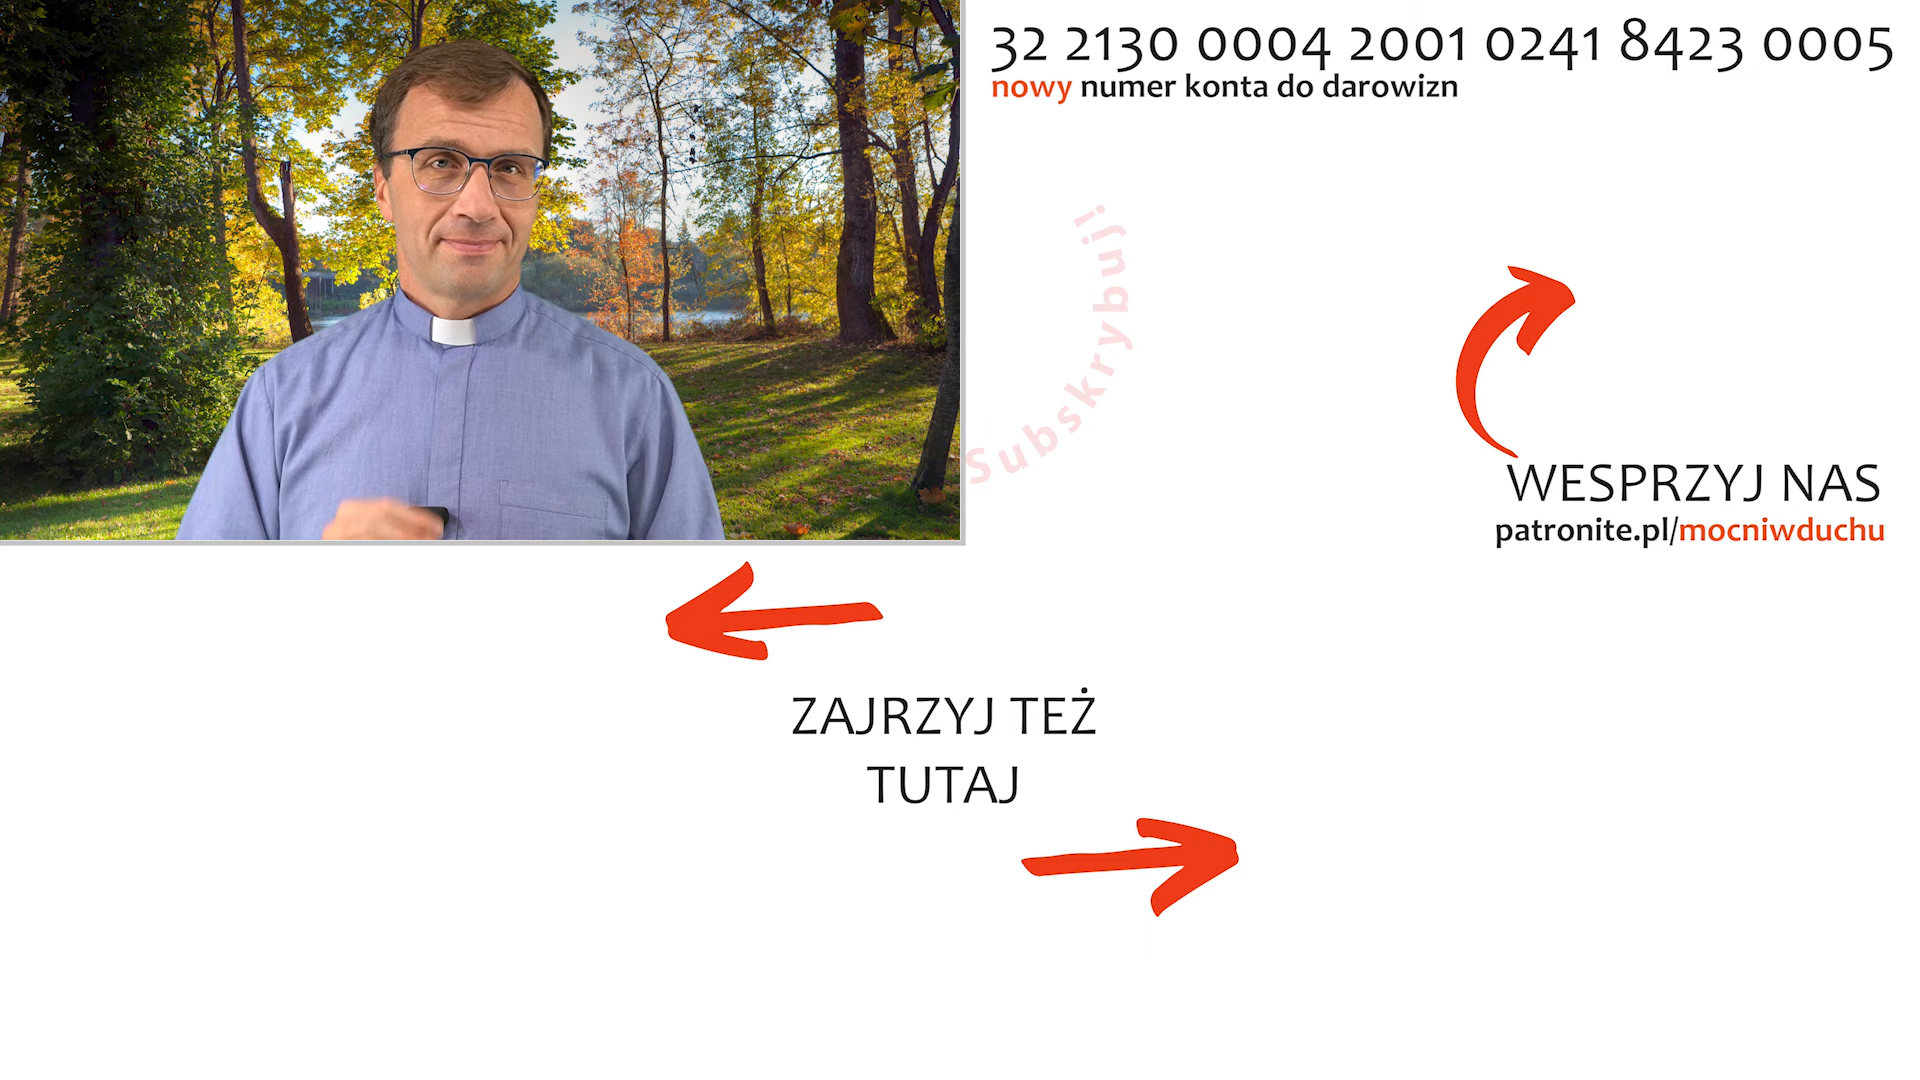 32 2130 0004 2001 0241 8423 0005
nowy numer konta do darowizn
Subskrybuj!
WESPRZYJ NAS
patronite.pl/mocniwduchu
ZAJRZYJ TEŻ
TUTAJ